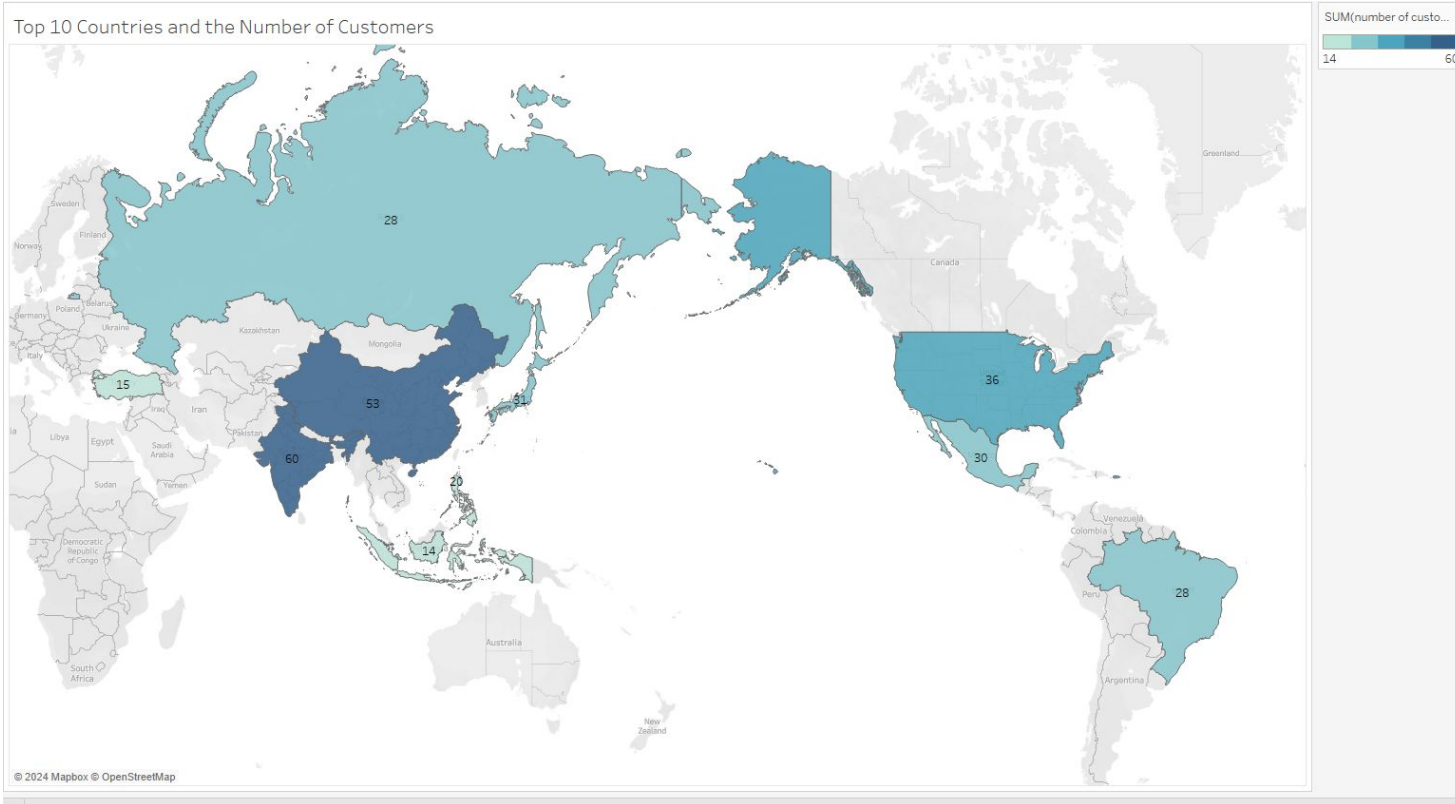 Top 10 Countries and the Number of Customers
SUM(number of custo...
14
60
Greenland
Sweden
Finland
Norway
28
Canada
Belarus
Poland
Germany
Ukraine
Kazakhstan
Mongolia
Italy
15
36
53
31
Iraq
Iran
Pakistan
Libya
Egypt
Saudi
Arabia
60
30
20
Sudan
Yemen
Venezuela
Colombia
Democratic
Republic
of Congo
14
Peru
28
Australia
South
Africa
Argentina
New
Zealand
© 2024 Mapbox © OpenStreetMap